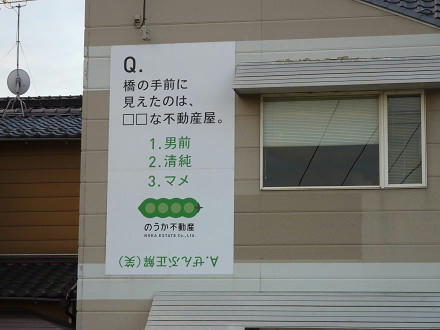 Q.
橋の手前に
見えたのは、
□□な不動産屋。
1.男前
2.清純
3.マメ
のうか不動産
NOKA ESTATE Co.,Ltd.
A.ぜんぶ正解(笑)